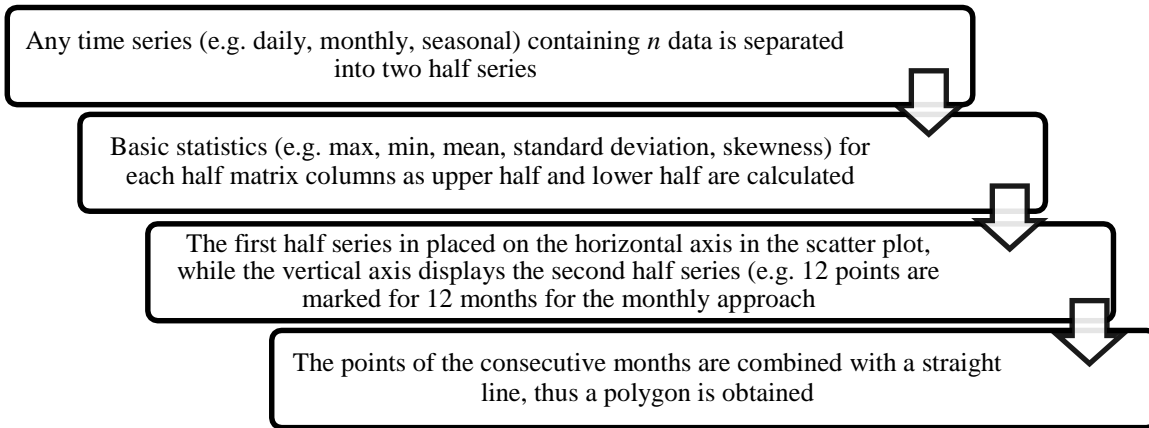 Any time series (e.g. daily, monthly, seasonal) containing n data is separated
into two half series
Basic statistics (e.g. max, min, mean, standard deviation, skewness) for
each half matrix columns as upper half and lower half are calculated
The first half series in placed on the horizontal axis in the scatter plot,
while the vertical axis displays the second half series (e.g. 12 points are
marked for 12 months for the monthly approach
The points of the consecutive months are combined with a straight
line, thus a polygon is obtained